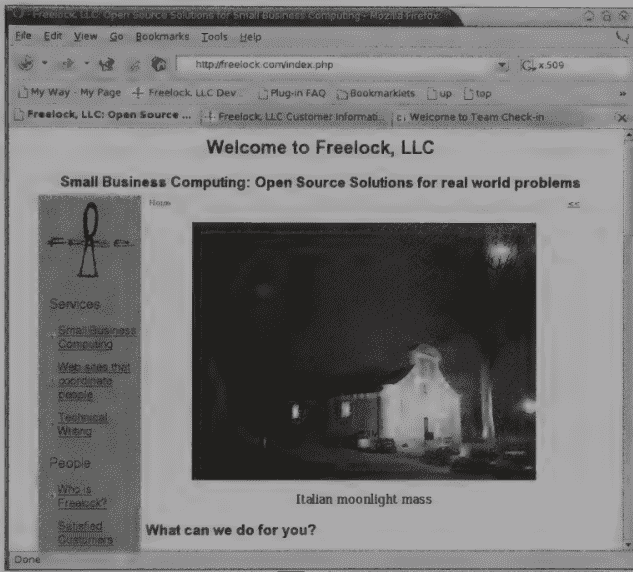 Freelock, LLC: Open Source Solutions for Small Business Computing - Mozilla Firefox
File Edit View Go Bookmarks Tools Help
http://freelock.com/index.php
x.509
My Way - My Page Freelock, LLC Dev... Plug-in FAQ Bookmarklets up top »
Freelock, LLC: Open Source ... Freelock, LLC Customer Informati... Welcome to Team Check-in
Welcome to Freelock, LLC
Small Business Computing: Open Source Solutions for real world problems
Home <<
Services
Small Business
Computing
Web sites that
coordinate
people
Technical
Writing
People
Who is
Freelock?
Satisfied
Customers
Italian moonlight mass
What can we do for you?
Done